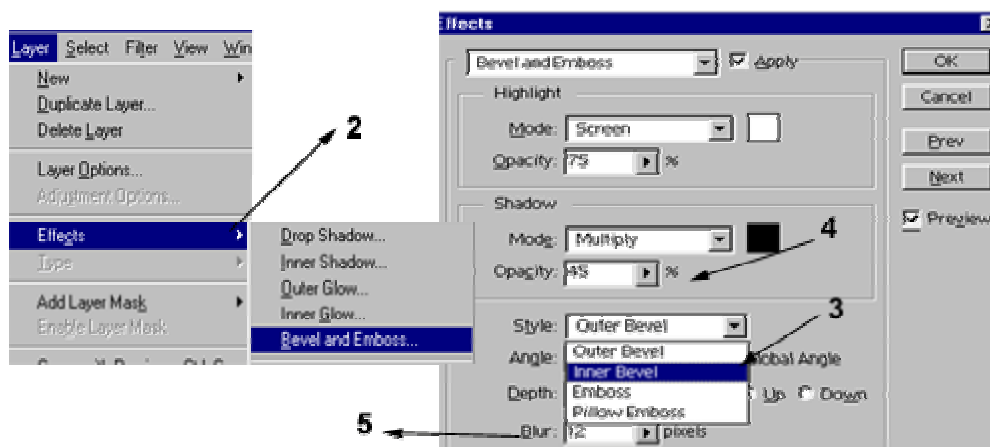 Layer Select Filter View Win
New
Duplicate Layer...
Delete Layer
2
Layer Options...
Adjustment Options...
Effects
Type
Add Layer Mask
Enable Layer Mask
Drop Shadow...
Inner Shadow...
Outer Glow...
Inner Glow...
Bevel and Emboss...
Effects
Bevel and Emboss Apply
Highlight
Mode: Screen
Opacity: 75 %
Shadow
Mode: Multiply
4
Opacity: 45 %
3
Style: Outer Bevel
Outer Bevel
Angle: lobal Angle
Inner Bevel
Depth: Emboss Up Down
Pillow Emboss
5
Blur: 12 pixels
OK
Cancel
Prev
Next
Preview